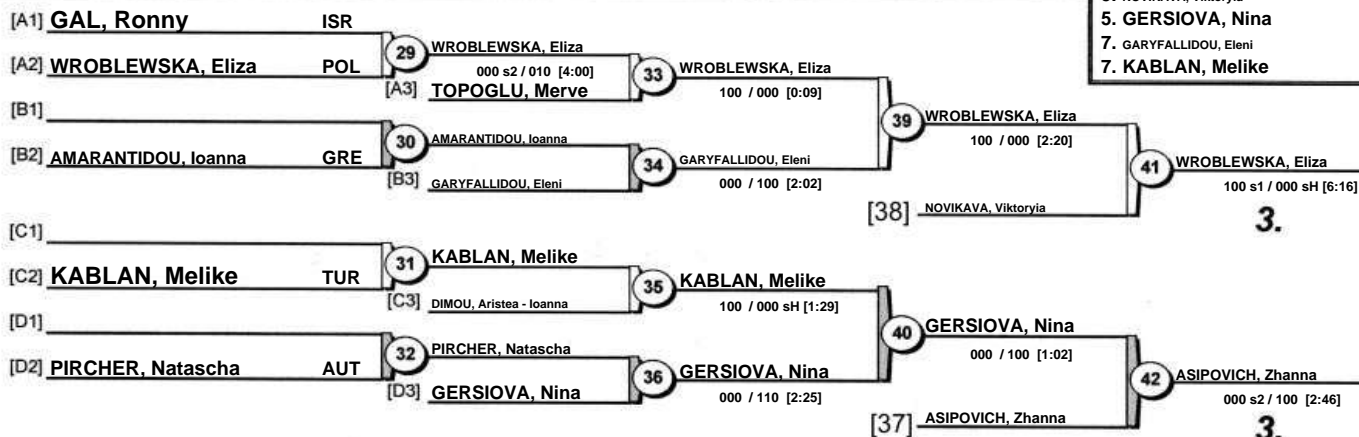 5. GERSIOVA, Nina
7. GARYFALLIDOU, Eleni
7. KABLAN, Melike
[A1] GAL, Ronny ISR
29 WROBLEWSKA, Eliza
[A2] WROBLEWSKA, Eliza POL
000 s2 / 010 [4:00]
33 WROBLEWSKA, Eliza
[A3] TOPOGLU, Merve
100 / 000 [0:09]
[B1]
39 WROBLEWSKA, Eliza
30 AMARANTIDOU, Ioanna
100 / 000 [2:20]
[B2] AMARANTIDOU, Ioanna GRE
34 GARYFALLIDOU, Eleni
41 WROBLEWSKA, Eliza
[B3] GARYFALLIDOU, Eleni
000 / 100 [2:02]
100 s1 / 000 sH [6:16]
[38] NOVIKAVA, Viktoryia
3.
[C1]
31 KABLAN, Melike
[C2] KABLAN, Melike TUR
35 KABLAN, Melike
[C3] DIMOU, Aristea - Ioanna
100 / 000 sH [1:29]
[D1]
40 GERSIOVA, Nina
32 PIRCHER, Natascha
000 / 100 [1:02]
[D2] PIRCHER, Natascha AUT
36 GERSIOVA, Nina
42 ASIPOVICH, Zhanna
[D3] GERSIOVA, Nina
000 / 110 [2:25]
000 s2 / 100 [2:46]
[37] ASIPOVICH, Zhanna
3.